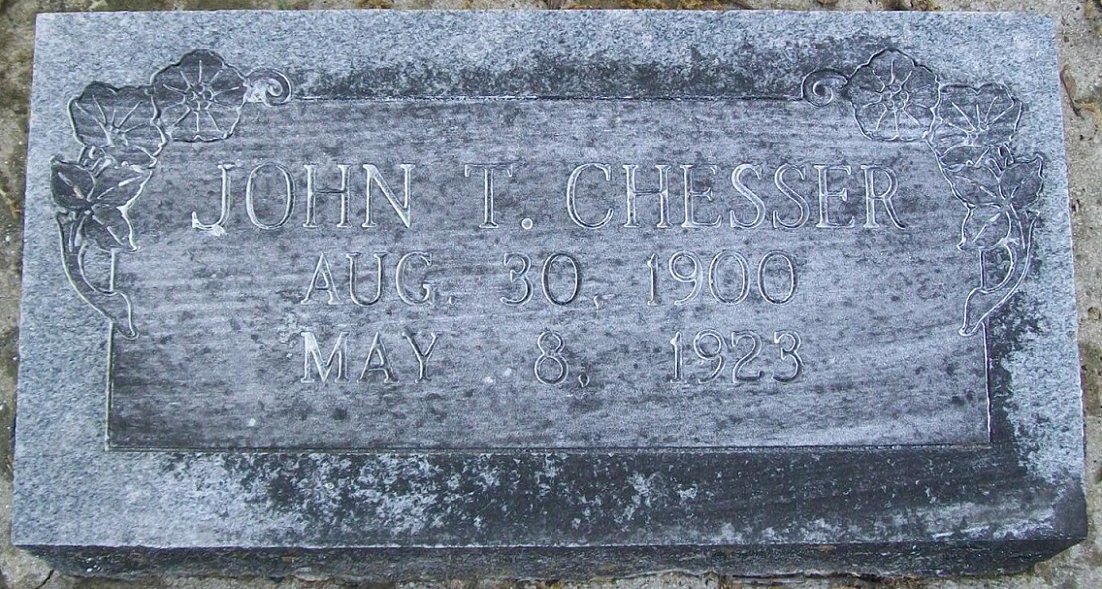 JOHN T. CHESSER
AUG. 30, 1900
MAY 8, 1923